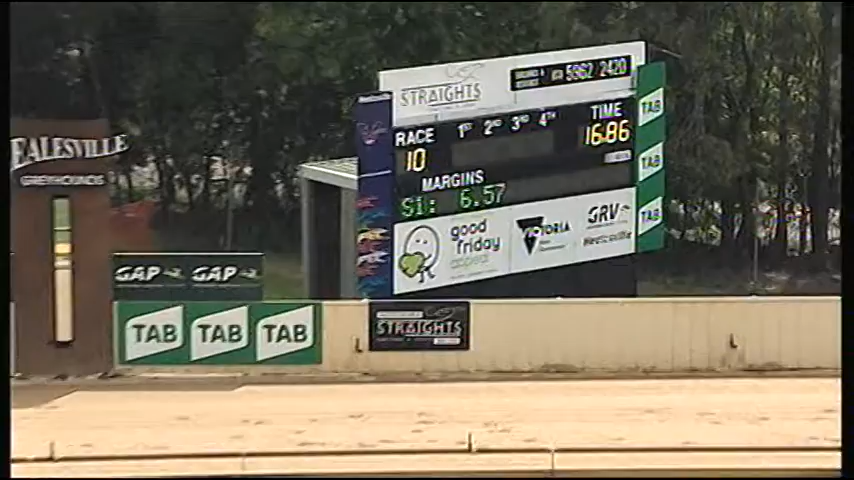 STRAIGHTS
5962 2420
RACE 1ST 2ND 3RD 4TH TIME
10 16.86
MARGINS
S1: 6.57
TAB
TAB
TAB
good
friday
appeal
VICTORIA
GRV
Healesville
HEALESVILLE
GREYHOUNDS
GAP GAP
TAB TAB TAB
STRAIGHTS